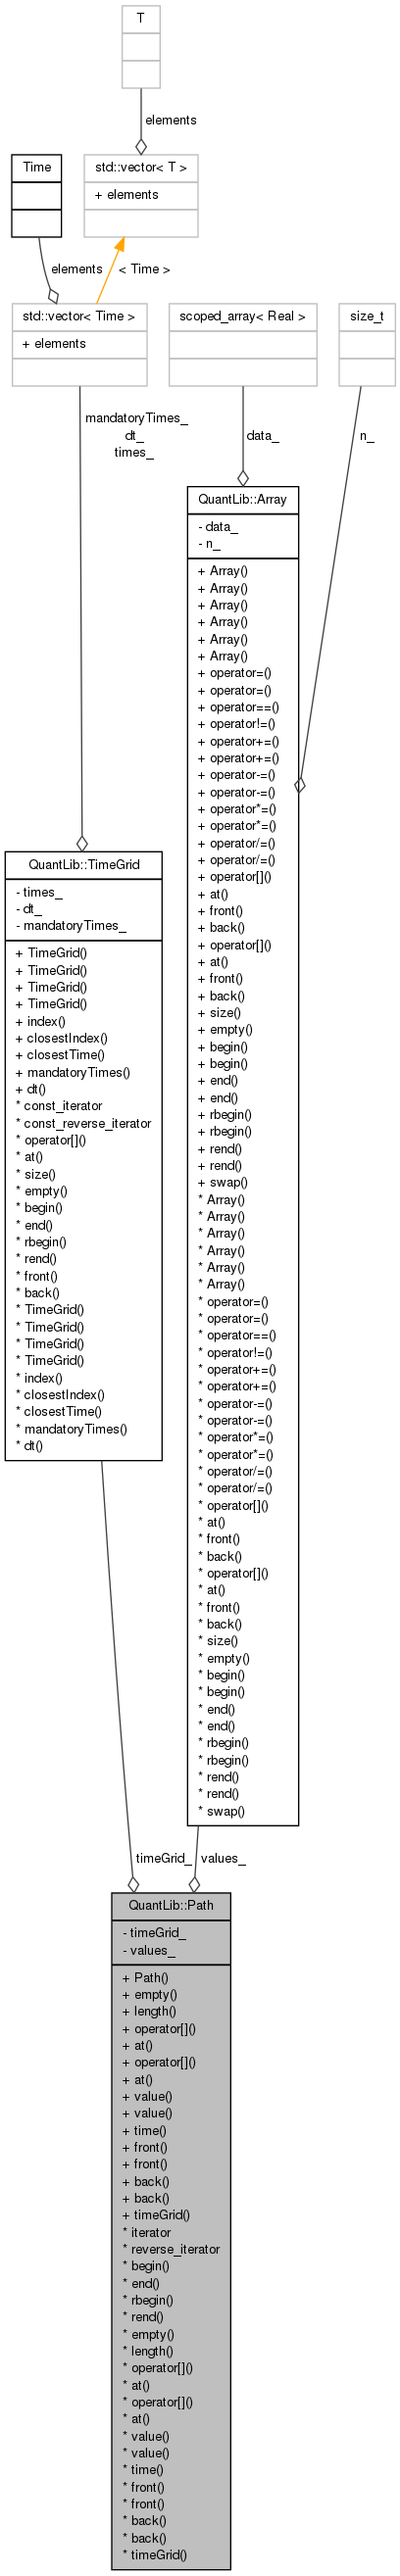 T
elements
Time
std::vector< T >
+ elements
elements
< Time >
std::vector< Time >
+ elements
scoped_array< Real >
size_t
mandatoryTimes_
dt_
times_
data_
n_
QuantLib::Array
- data_
- n_
+ Array()
+ Array()
+ Array()
+ Array()
+ Array()
+ Array()
+ operator=()
+ operator=()
+ operator==()
+ operator!=()
+ operator+=()
+ operator+=()
+ operator-=()
+ operator-=()
+ operator*=()
+ operator*=()
+ operator/=()
+ operator/=()
+ operator[]()
+ at()
+ front()
+ back()
+ operator[]()
+ at()
+ front()
+ back()
+ size()
+ empty()
+ begin()
+ begin()
+ end()
+ end()
+ rbegin()
+ rbegin()
+ rend()
+ rend()
+ swap()
* Array()
* Array()
* Array()
* Array()
* Array()
* Array()
* operator=()
* operator=()
* operator==()
* operator!=()
* operator+=()
* operator+=()
* operator-=()
* operator-=()
* operator*=()
* operator*=()
* operator/=()
* operator/=()
* operator[]()
* at()
* front()
* back()
* operator[]()
* at()
* front()
* back()
* size()
* empty()
* begin()
* begin()
* end()
* end()
* rbegin()
* rbegin()
* rend()
* rend()
* swap()
QuantLib::TimeGrid
- times_
- dt_
- mandatoryTimes_
+ TimeGrid()
+ TimeGrid()
+ TimeGrid()
+ TimeGrid()
+ index()
+ closestIndex()
+ closestTime()
+ mandatoryTimes()
+ dt()
* const_iterator
* const_reverse_iterator
* operator[]()
* at()
* size()
* empty()
* begin()
* end()
* rbegin()
* rend()
* front()
* back()
* TimeGrid()
* TimeGrid()
* TimeGrid()
* TimeGrid()
* index()
* closestIndex()
* closestTime()
* mandatoryTimes()
* dt()
timeGrid_
values_
QuantLib::Path
- timeGrid_
- values_
+ Path()
+ empty()
+ length()
+ operator[]()
+ at()
+ operator[]()
+ at()
+ value()
+ value()
+ time()
+ front()
+ front()
+ back()
+ back()
+ timeGrid()
* iterator
* reverse_iterator
* begin()
* end()
* rbegin()
* rend()
* empty()
* length()
* operator[]()
* at()
* operator[]()
* at()
* value()
* value()
* time()
* front()
* front()
* back()
* back()
* timeGrid()